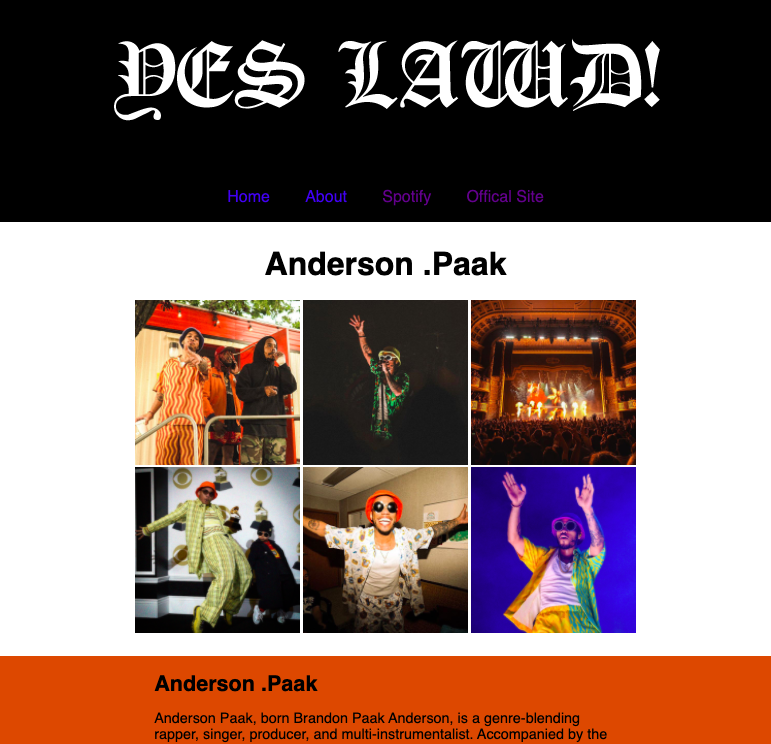 YES LAWD!
Home About Spotify Offical Site
Anderson .Paak
Anderson .Paak
Anderson Paak, born Brandon Paak Anderson, is a genre-blending
rapper, singer, producer, and multi-instrumentalist. Accompanied by the